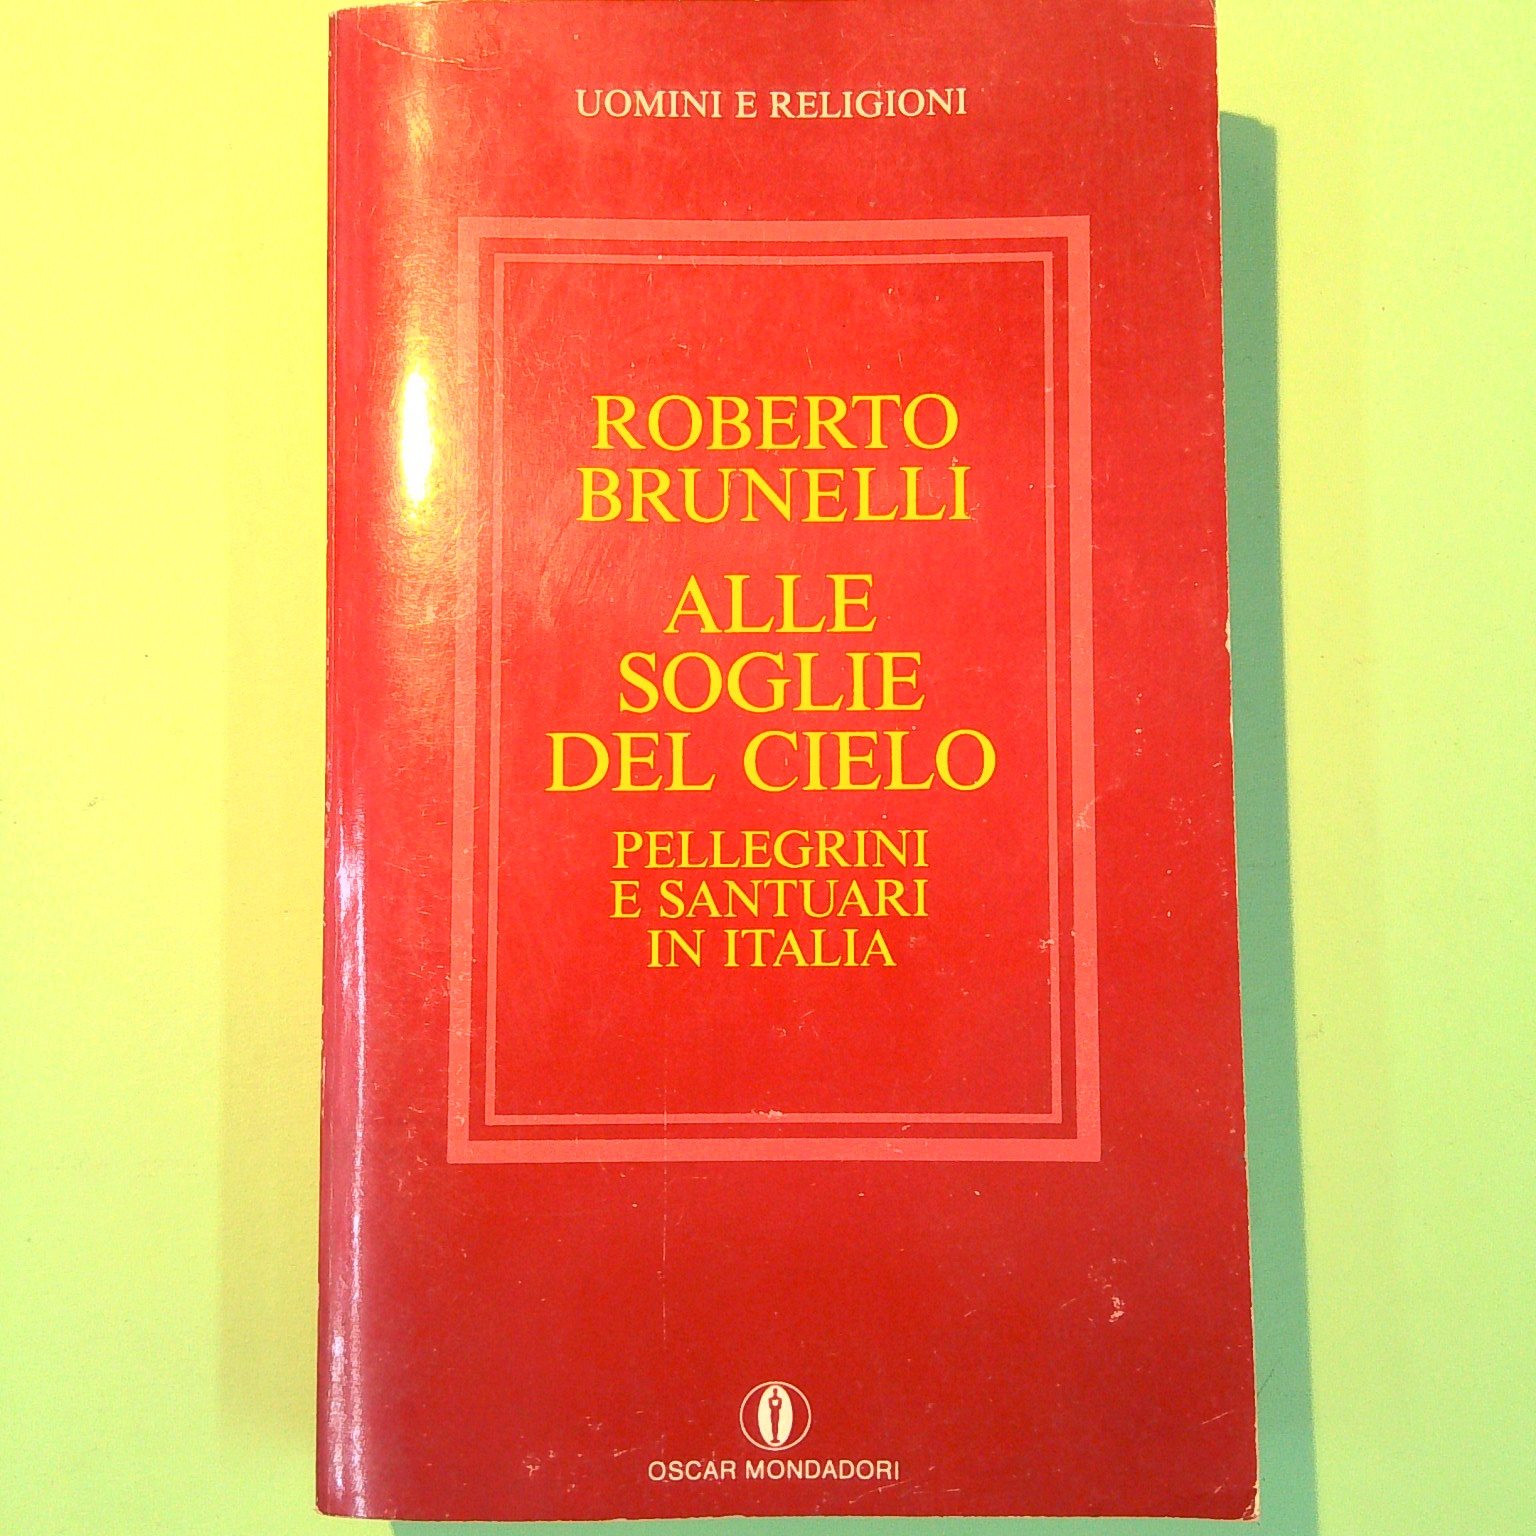 UOMINI E RELIGIONI
ROBERTO
BRUNELLI
ALLE
SOGLIE
DEL CIELO
PELLEGRINI
E SANTUARI
IN ITALIA
OSCAR MONDADORI